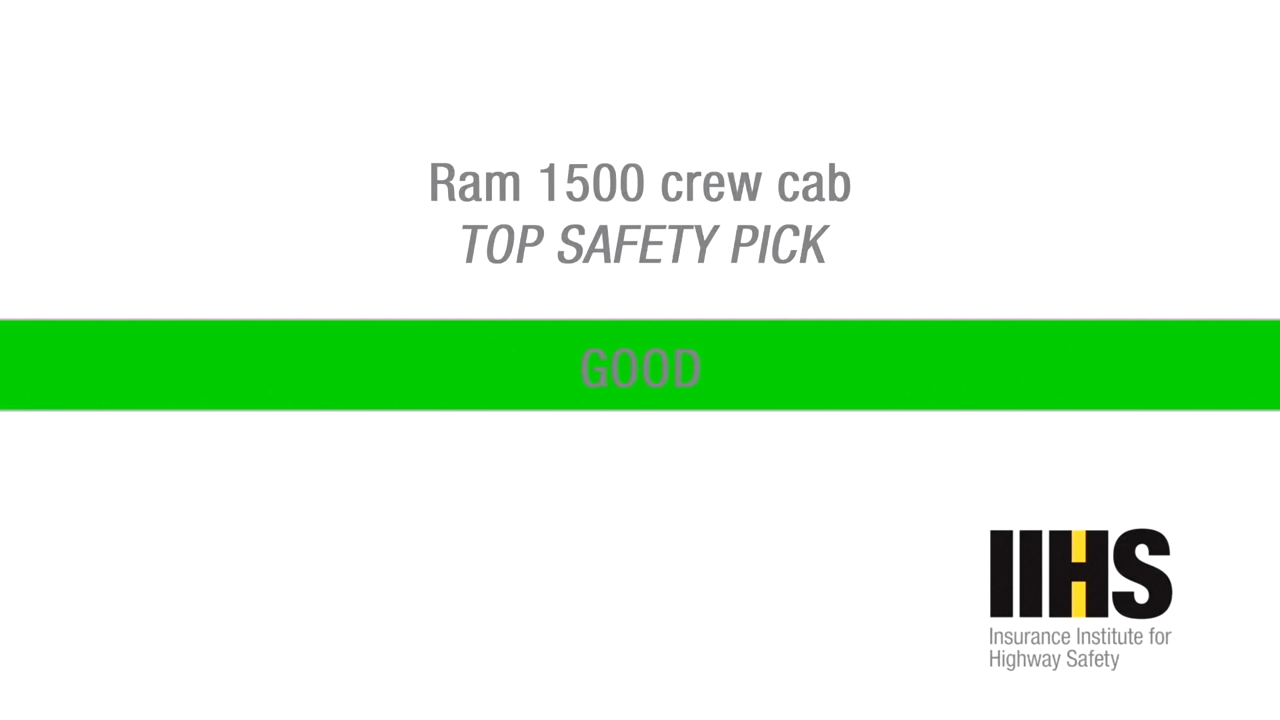 Ram 1500 crew cab
TOP SAFETY PICK
GOOD
IIHS
Insurance Institute for
Highway Safety